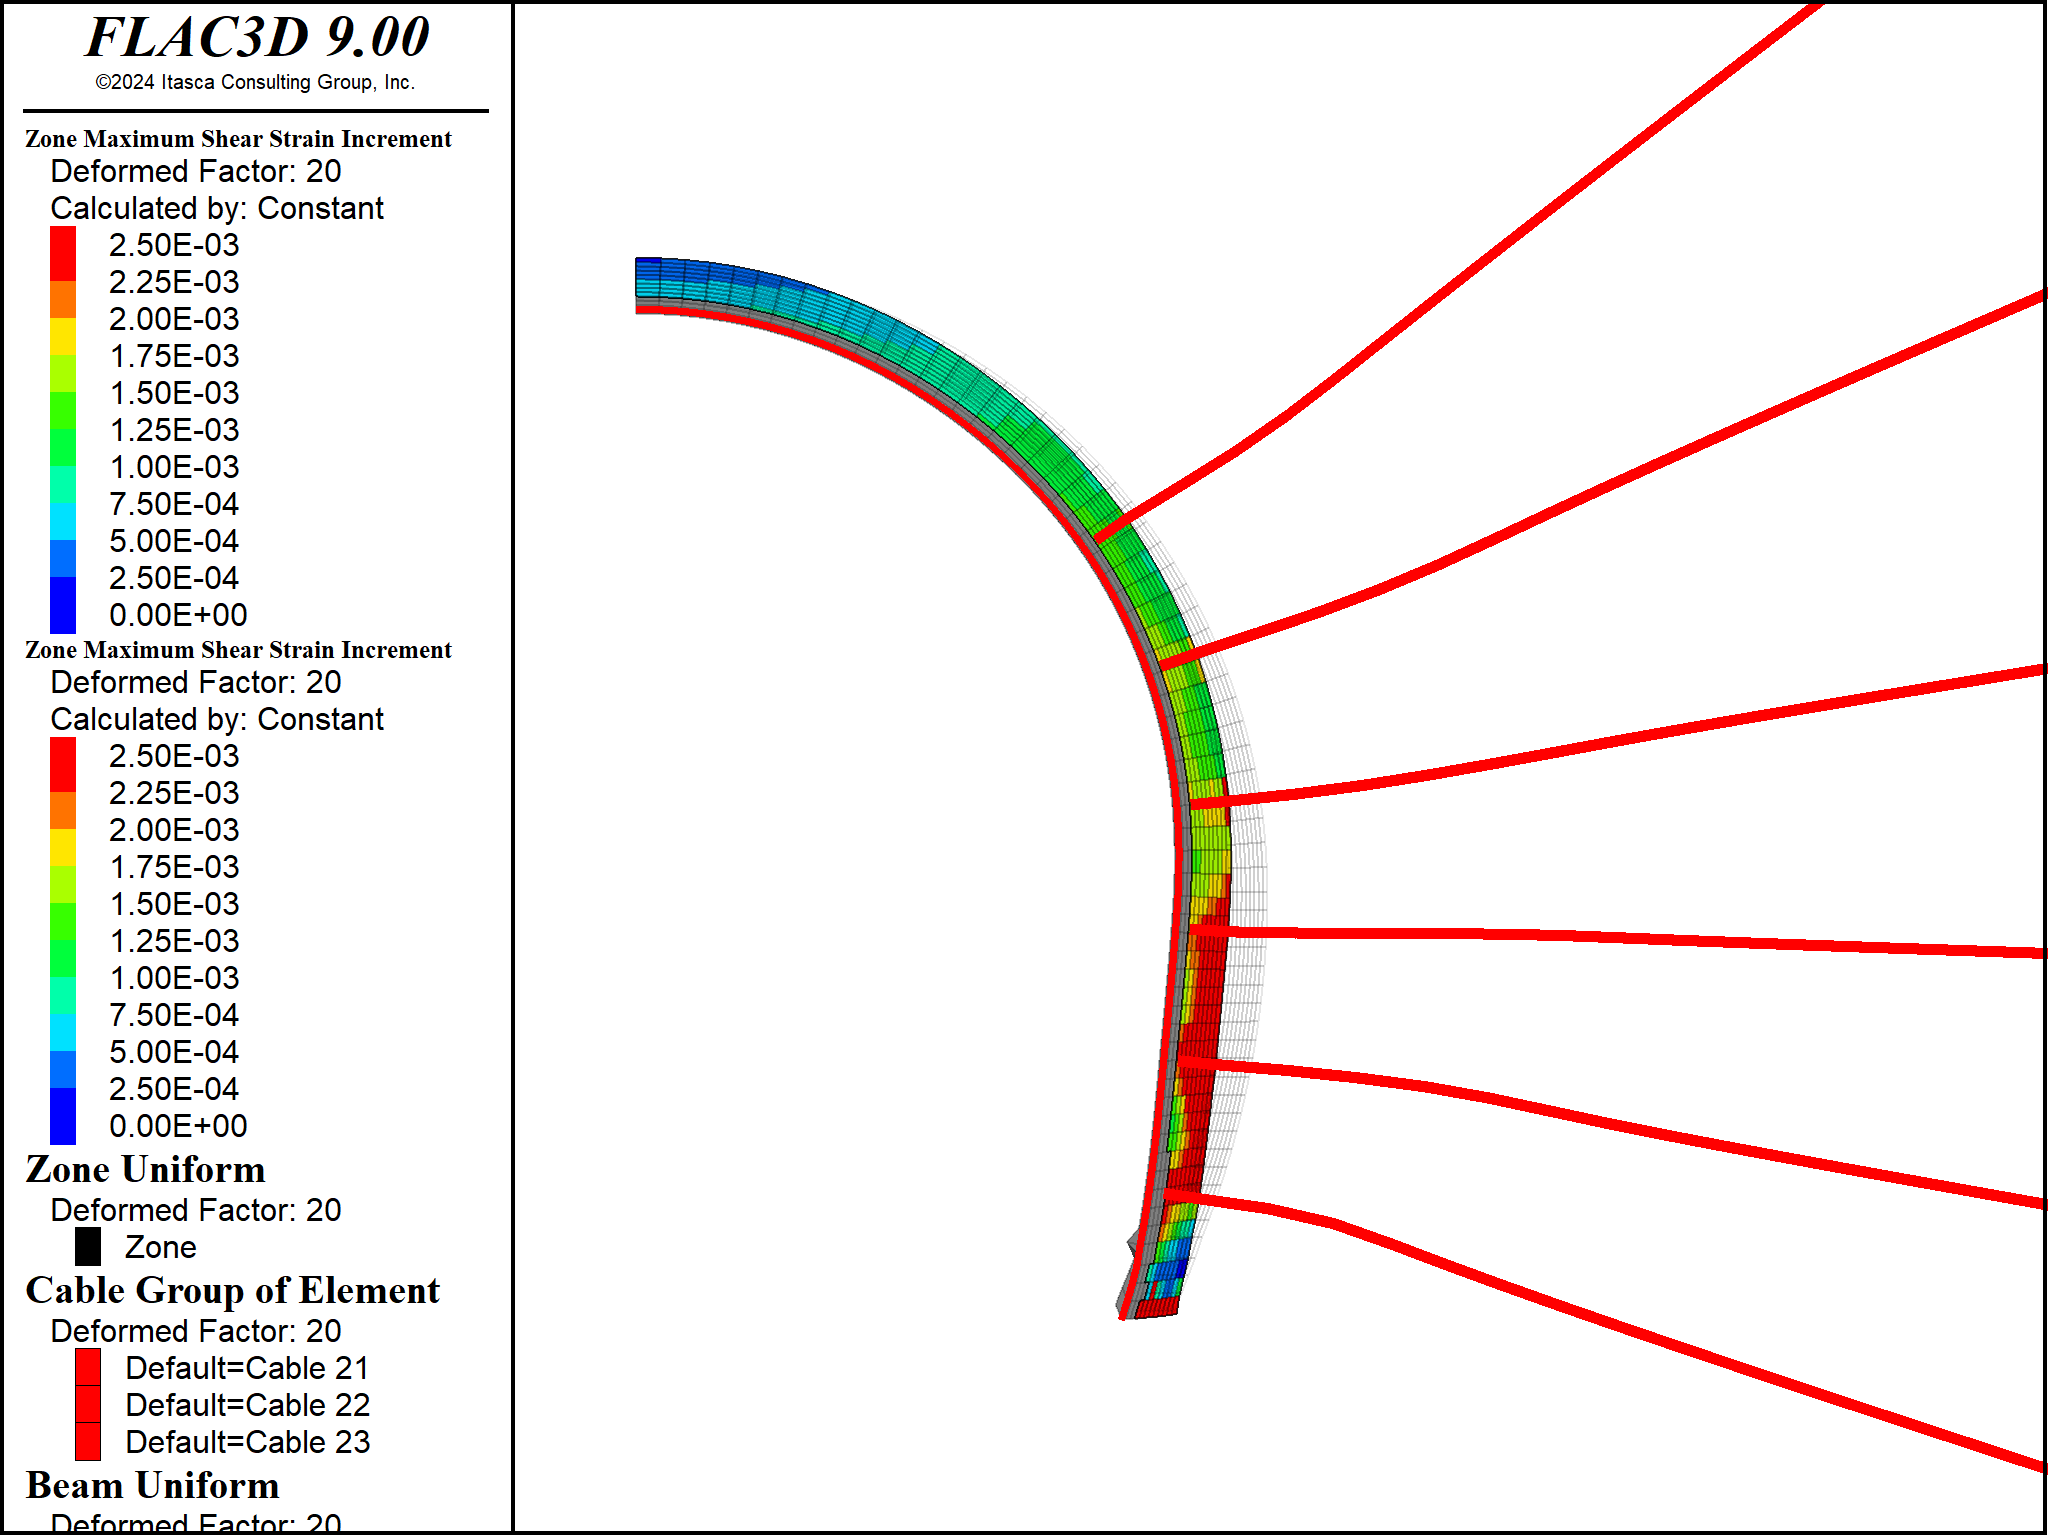 FLAC3D 9.00
©2024 Itasca Consulting Group, Inc.
Zone Maximum Shear Strain Increment
Deformed Factor: 20
Calculated by: Constant
2.50E-03
2.25E-03
2.00E-03
1.75E-03
1.50E-03
1.25E-03
1.00E-03
7.50E-04
5.00E-04
2.50E-04
0.00E+00
Zone Maximum Shear Strain Increment
Deformed Factor: 20
Calculated by: Constant
2.50E-03
2.25E-03
2.00E-03
1.75E-03
1.50E-03
1.25E-03
1.00E-03
7.50E-04
5.00E-04
2.50E-04
0.00E+00
Zone Uniform
Deformed Factor: 20
Zone
Cable Group of Element
Deformed Factor: 20
Default=Cable 21
Default=Cable 22
Default=Cable 23
Beam Uniform
Deformed Factor: 20